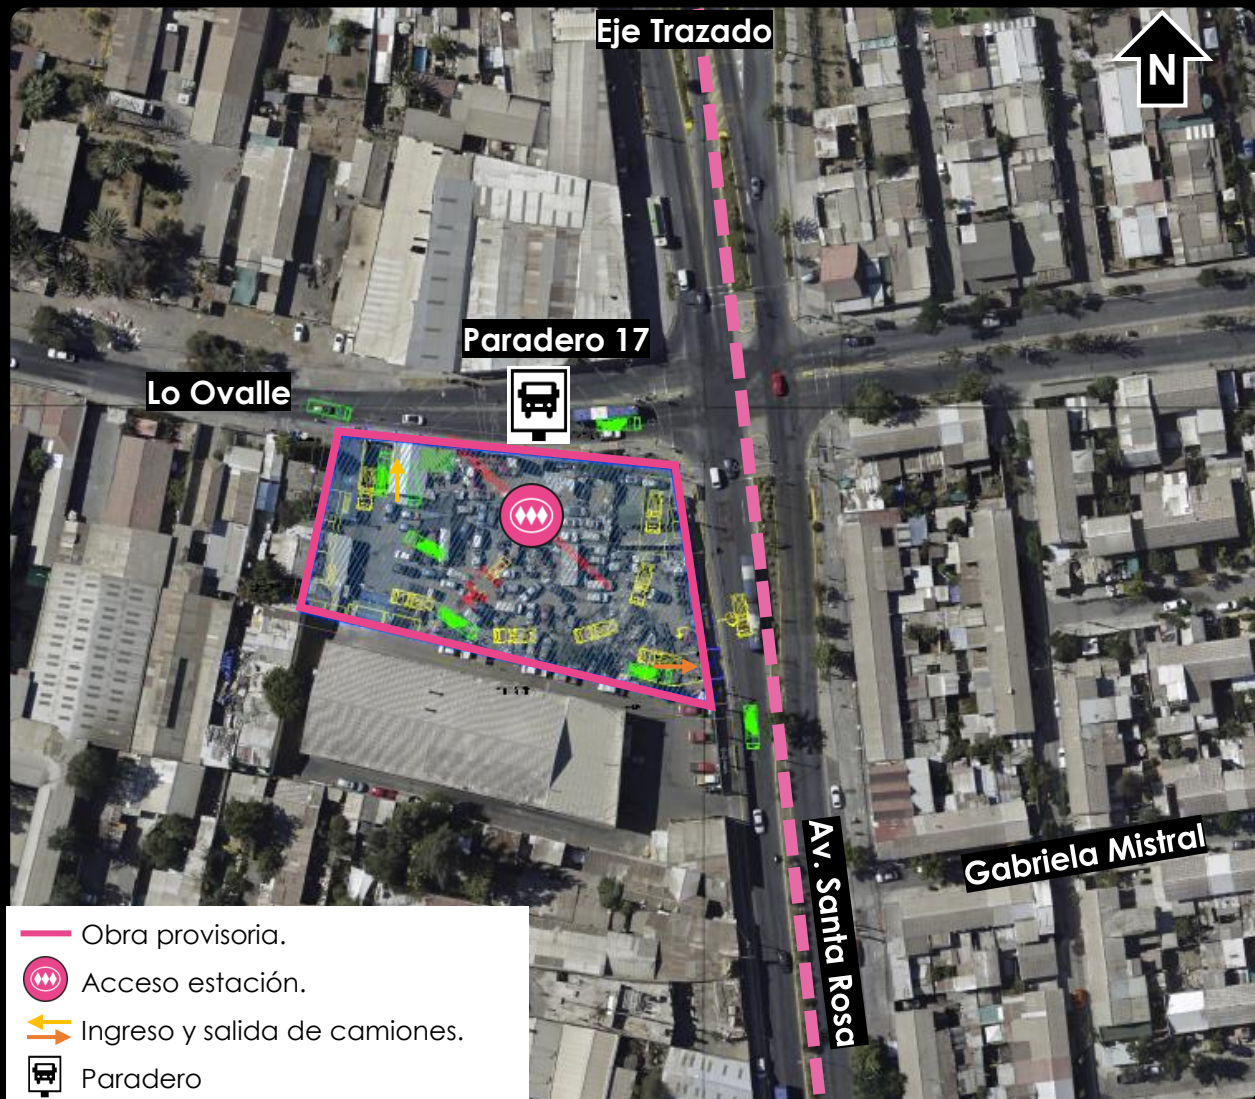 Eje Trazado
N
Paradero 17
Lo Ovalle
Gabriela Mistral
Av. Santa Rosa
Obra provisoria.
Acceso estación.
Ingreso y salida de camiones.
Paradero